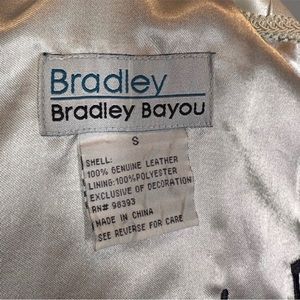 Bradley
Bradley Bayou
S
SHELL:
100% GENUINE LEATHER
LINING:100%POLYESTER
EXCLUSIVE OF DECORATION
RN# 98393
MADE IN CHINA
SEE REVERSE FOR CARE